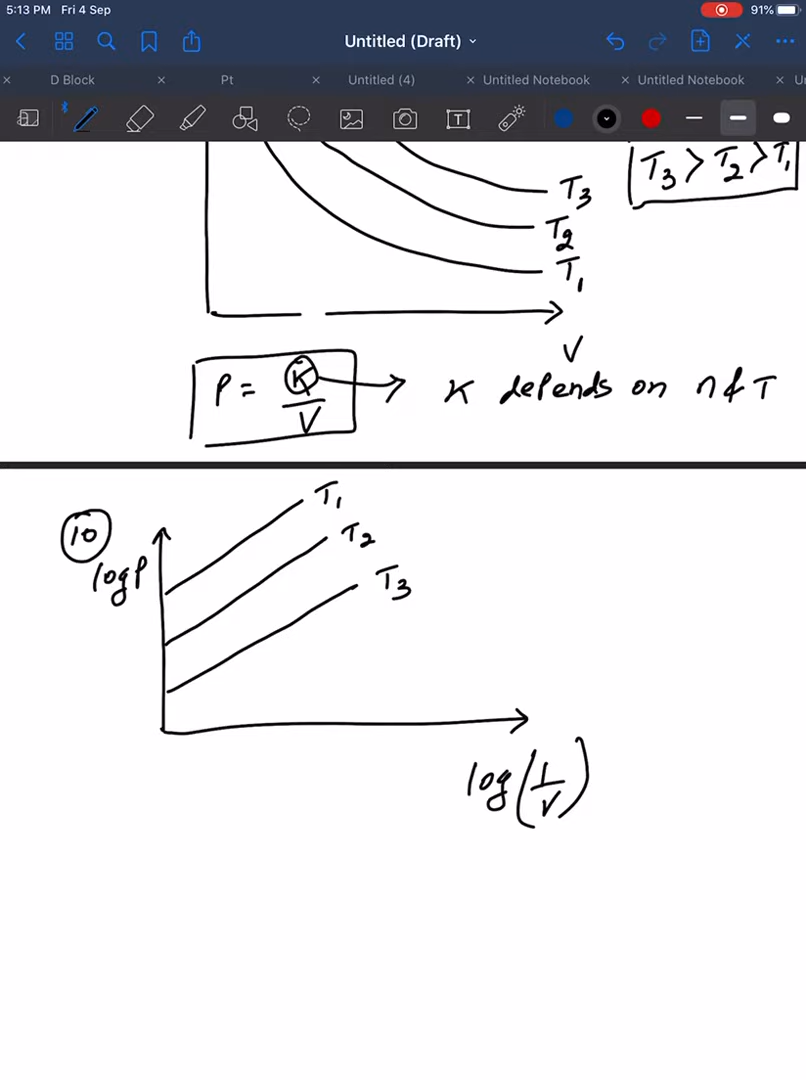 5:13 PM Fri 4 Sep 91%
Untitled (Draft)
D Block Pt Untitled (4) Untitled Notebook Untitled Notebook
T
T3 > T2 > T1
T3
T2
T1
V
P = K/V → K depends on n & T
10
log P
T1
T2
T3
log(1/V)